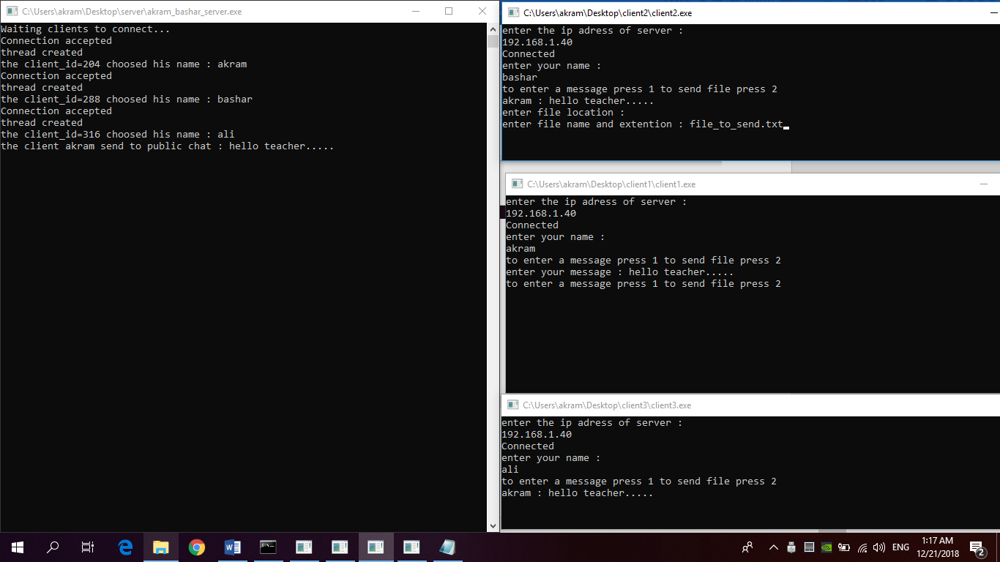 C:\Users\akram\Desktop\server\akram_bashar_server.exe
Waiting clients to connect...
Connection accepted
thread created
the client_id=204 choosed his name : akram
Connection accepted
thread created
the client_id=288 choosed his name : bashar
Connection accepted
thread created
the client_id=316 choosed his name : ali
the client akram send to public chat : hello teacher.....
C:\Users\akram\Desktop\client2\client2.exe
enter the ip adress of server :
192.168.1.40
Connected
enter your name :
bashar
to enter a message press 1 to send file press 2
akram : hello teacher.....
enter file location :
enter file name and extention : file_to_send.txt
C:\Users\akram\Desktop\client1\client1.exe
enter the ip adress of server :
192.168.1.40
Connected
enter your name :
akram
to enter a message press 1 to send file press 2
enter your message : hello teacher.....
to enter a message press 1 to send file press 2
C:\Users\akram\Desktop\client3\client3.exe
enter the ip adress of server :
192.168.1.40
Connected
enter your name :
ali
to enter a message press 1 to send file press 2
akram : hello teacher.....
ENG
1:17 AM
12/21/2018
2